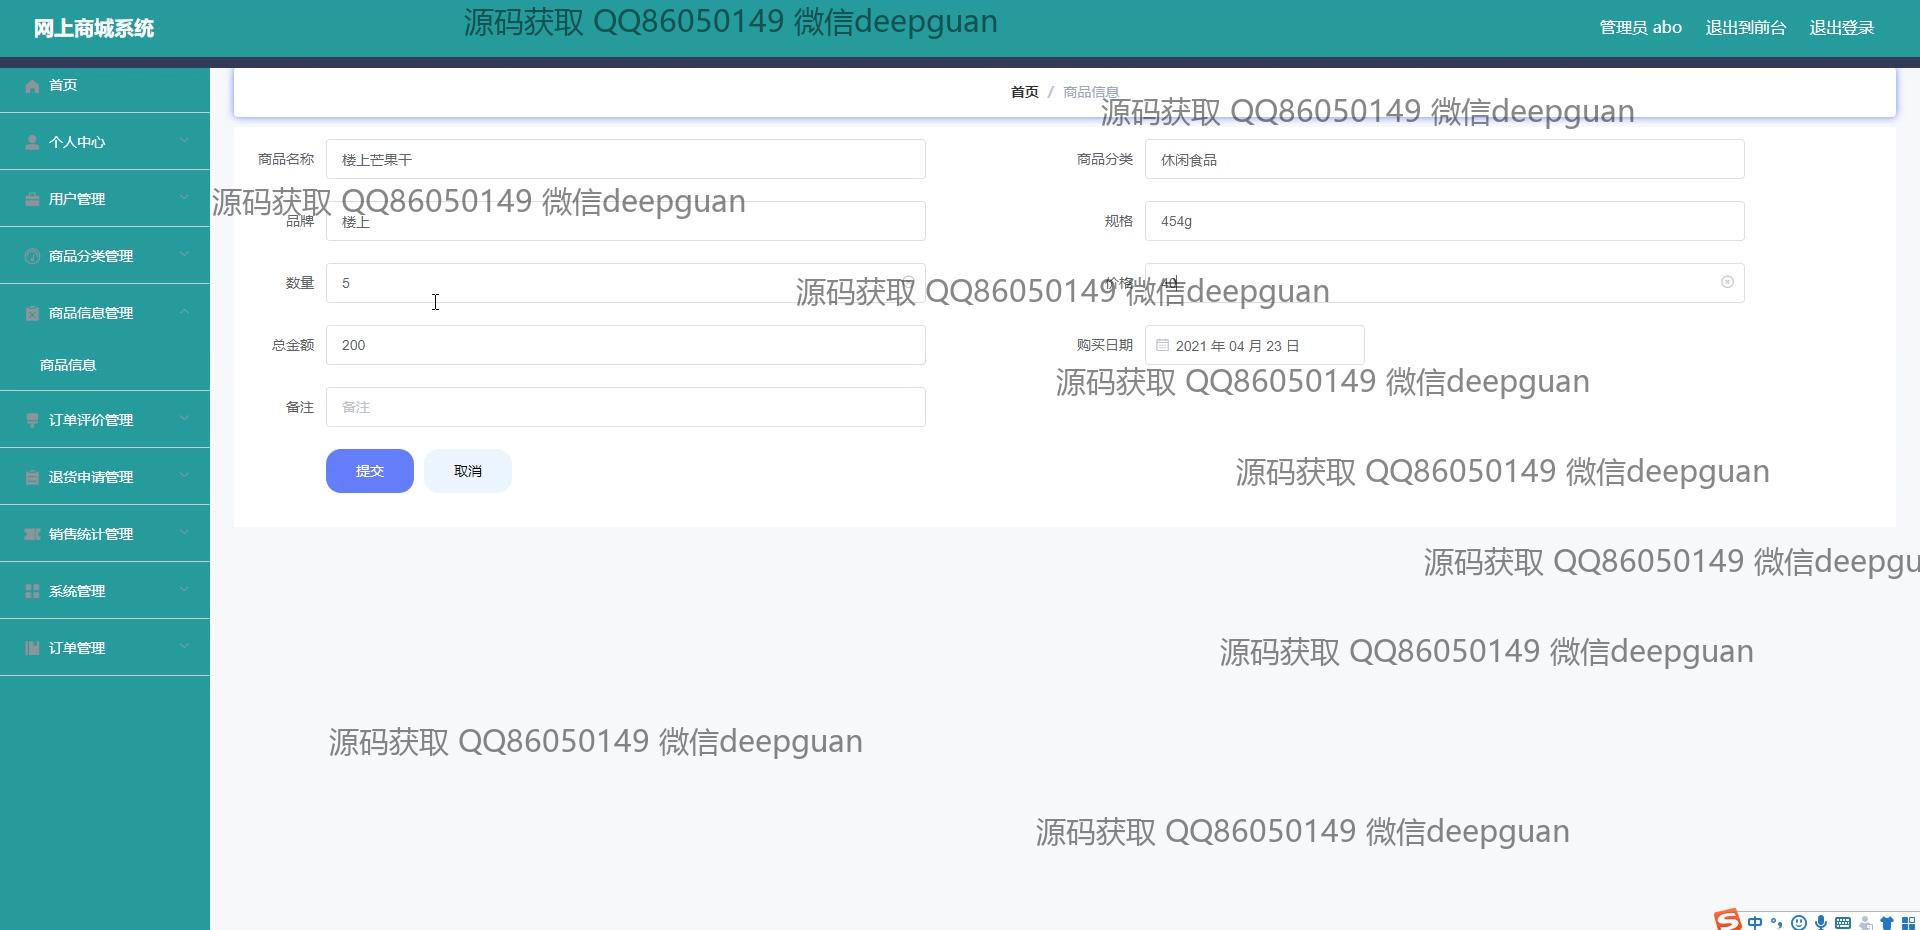 网上商城系统
源码获取 QQ86050149 微信deepguan
管理员 abo
退出到前台
退出登录
首页
个人中心
用户管理
商品分类管理
商品信息管理
商品信息
订单评价管理
退货申请管理
销售统计管理
系统管理
订单管理
首页 / 商品信息
源码获取 QQ86050149 微信deepguan
商品名称 楼上芒果干
商品分类 休闲食品
源码获取 QQ86050149 微信deepguan
品牌 楼上
规格 454g
数量 5
价格 40
源码获取 QQ86050149 微信deepguan
总金额 200
购买日期 2021 年 04 月 23 日
源码获取 QQ86050149 微信deepguan
备注 备注
提交 取消
源码获取 QQ86050149 微信deepguan
源码获取 QQ86050149 微信deepgu
源码获取 QQ86050149 微信deepguan
源码获取 QQ86050149 微信deepguan
源码获取 QQ86050149 微信deepguan
中